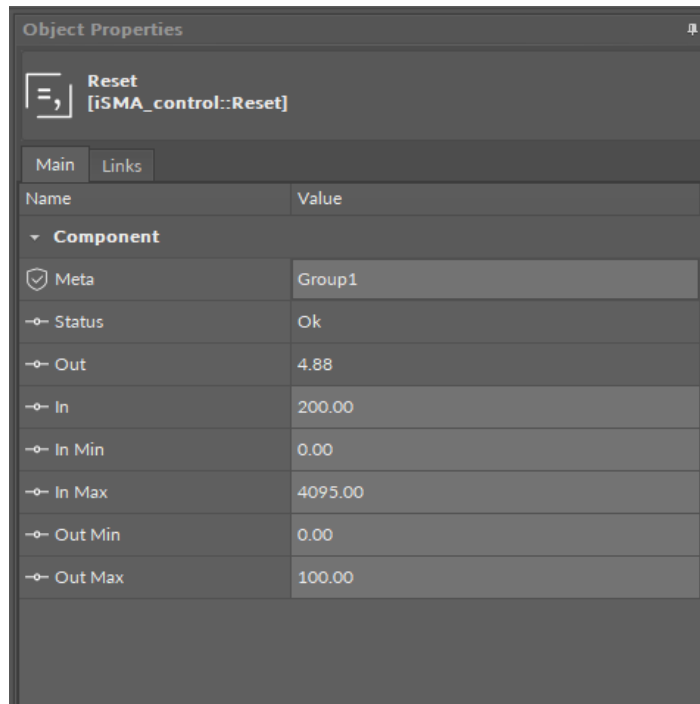 Object Properties
Reset
[iSMA_control::Reset]
Main Links
Name Value
Component
Meta Group1
Status Ok
Out 4.88
In 200.00
In Min 0.00
In Max 4095.00
Out Min 0.00
Out Max 100.00